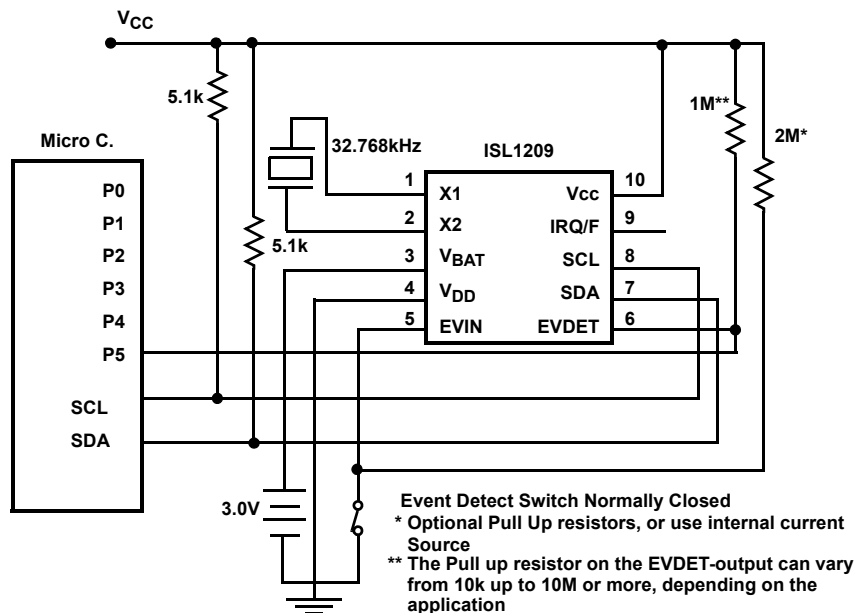 VCC
5.1k
1M**
2M*
Micro C.
32.768kHz
ISL1209
P0
P1
P2
P3
P4
P5
SCL
SDA
5.1k
1
X1
Vcc
10
2
X2
IRQ/F
9
3
VBAT
SCL
8
4
VDD
SDA
7
5
EVIN
EVDET
6
3.0V
Event Detect Switch Normally Closed
* Optional Pull Up resistors, or use internal current
Source
** The Pull up resistor on the EVDET-output can vary
from 10k up to 10M or more, depending on the
application